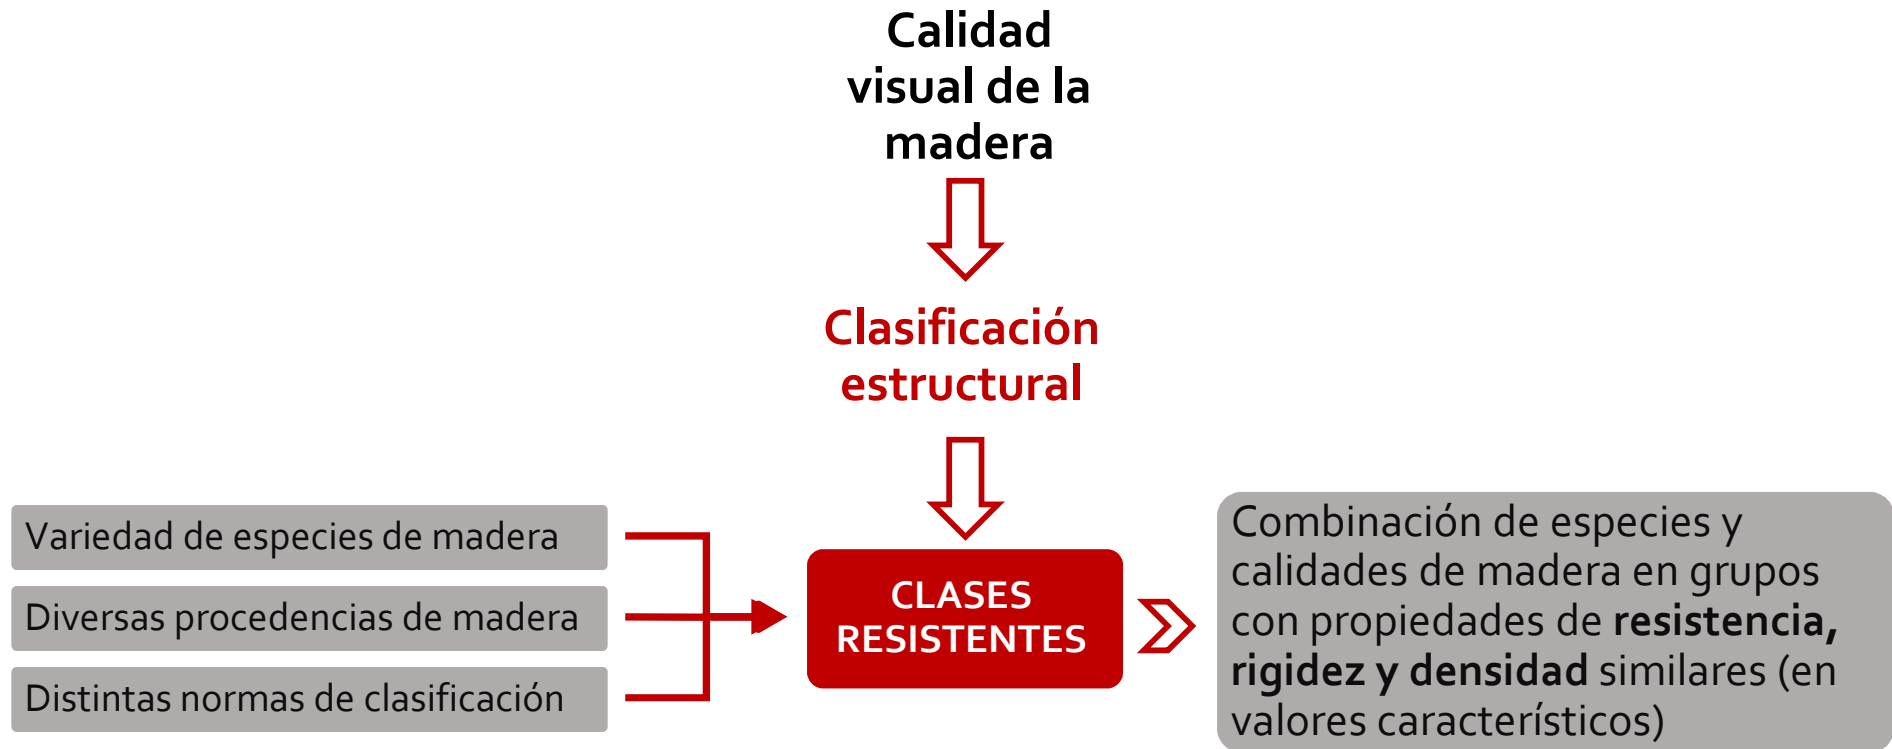 Calidad
visual de la
madera
Clasificación
estructural
Variedad de especies de madera
Diversas procedencias de madera
Distintas normas de clasificación
CLASES
RESISTENTES
Combinación de especies y
calidades de madera en grupos
con propiedades de resistencia,
rigidez y densidad similares (en
valores característicos)